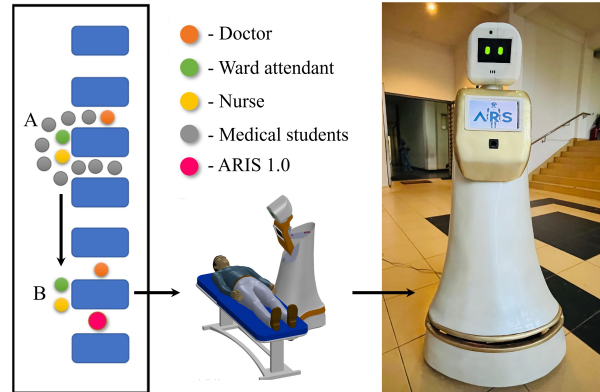 - Doctor
- Ward attendant
- Nurse
- Medical students
- ARIS 1.0
A
B
ARIS